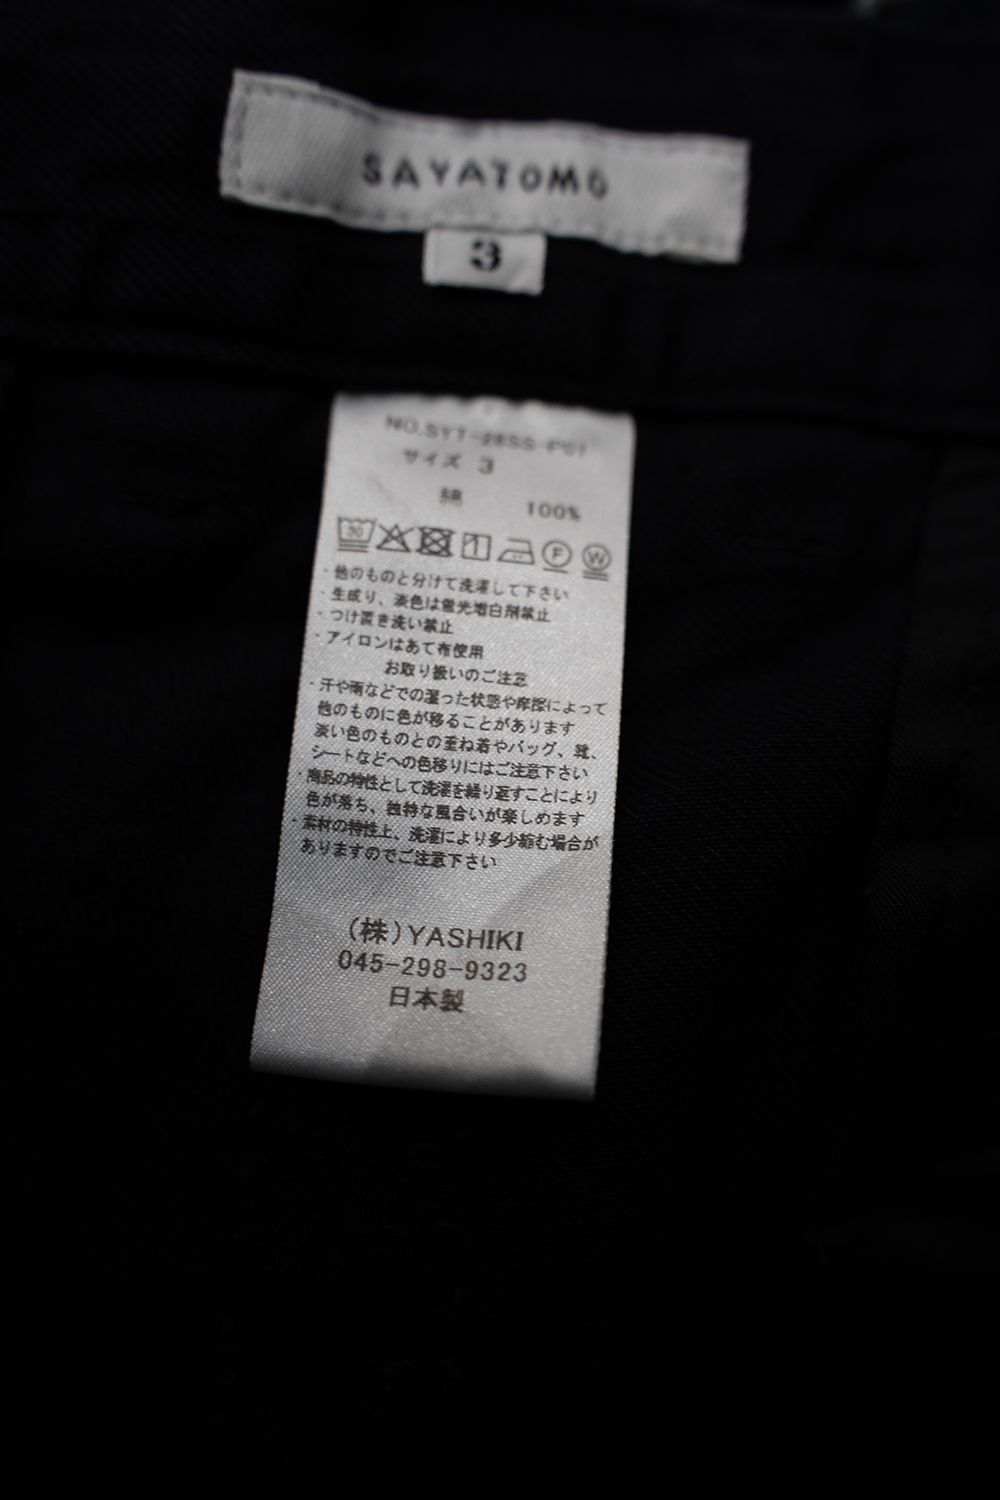 SAYATOMO
3
NO.SYT-26SS-P01
サイズ 3
綿 100%
30 1 F W
・他のものと分けて洗濯して下さい
・生成り、淡色は蛍光増白剤禁止
・つけ置き洗い禁止
・アイロンはあて布使用
お取り扱いのご注意
・汗や雨などでの湿った状態や摩擦によって
他のものに色が移ることがあります
淡い色のものとの重ね着やバッグ、靴、
シートなどへの色移りにはご注意下さい
・商品の特性として洗濯を繰り返すことにより
色が落ち、独特な風合いが楽しめます
・素材の特性上、洗濯により多少縮む場合が
ありますのでご注意下さい
(株)YASHIKI
045-298-9323
日本製